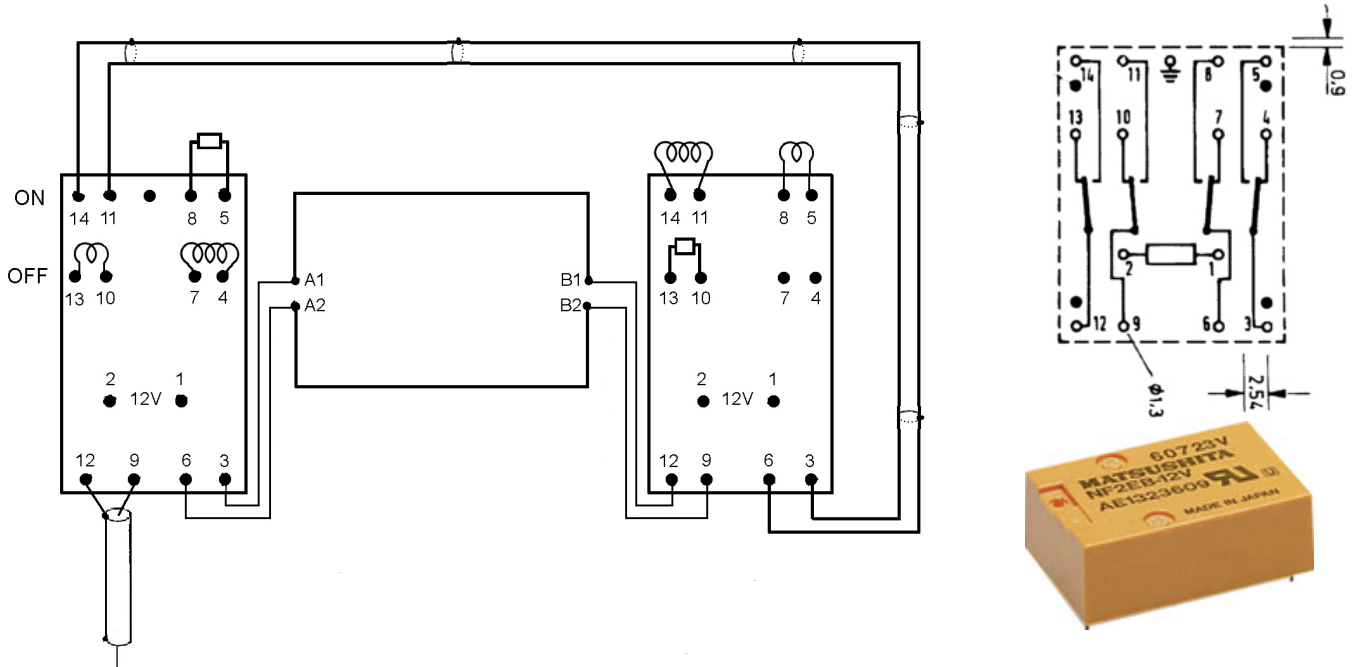 ON
14 11 8 5
OFF
13 10 7 4
2 12V 1
12 9 6 3
A1
A2
B1
B2
14 11 8 5
13 10 7 4
2 12V 1
12 9 6 3
14 11 8 5
13 10 7 4
2 1
12 9 6 3
0,9
2,54
Φ1,3
60723V
MATSUSHITA
NF2EB-12V
AE1323609
MADE IN JAPAN